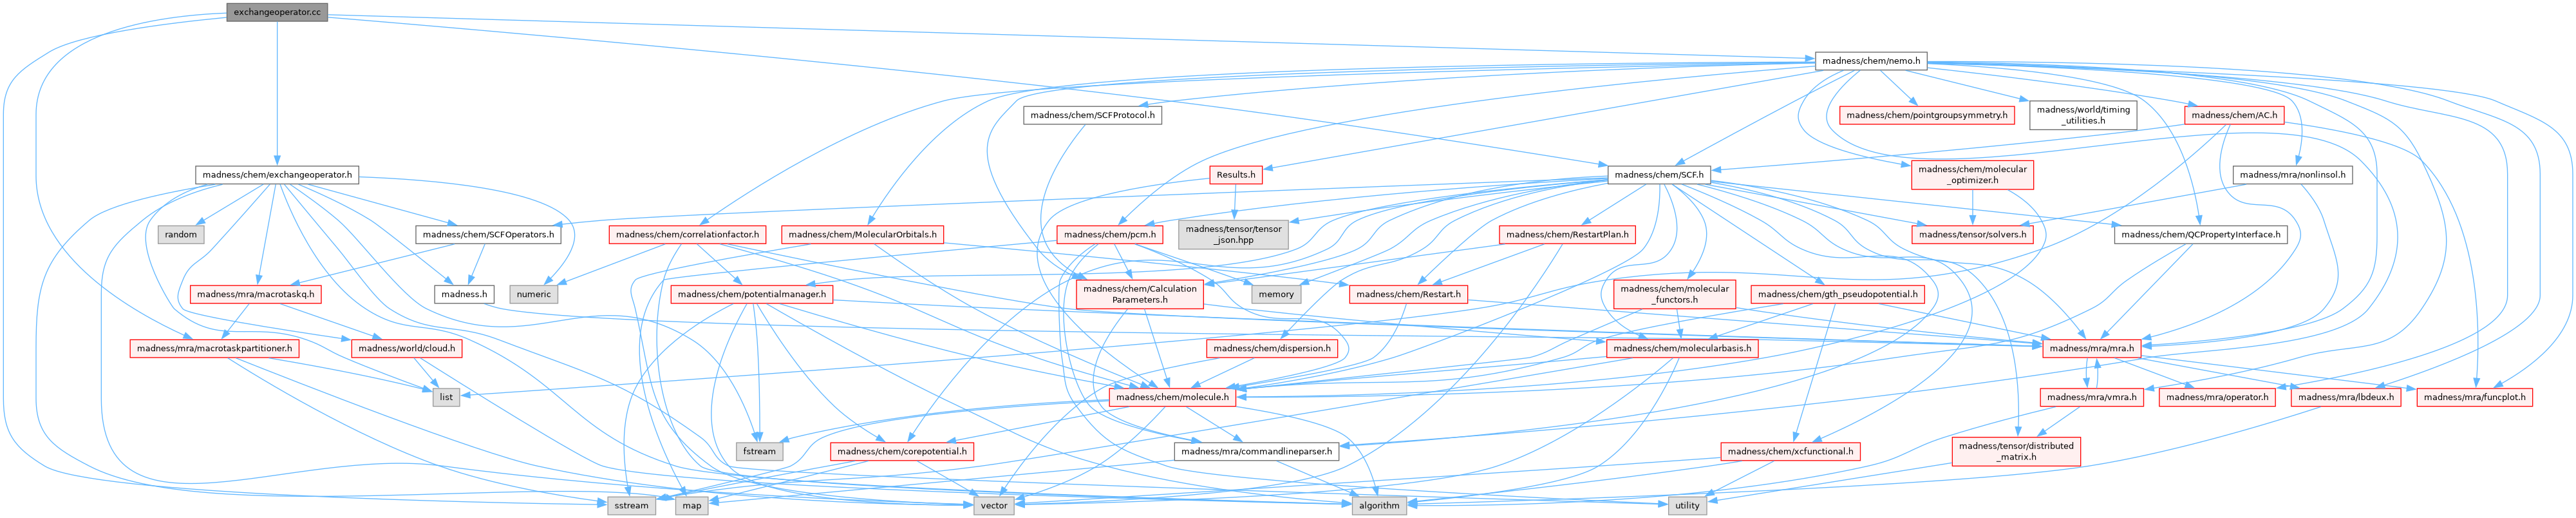 exchangeoperator.cc
madness/chem/nemo.h
madness/chem/SCFProtocol.h
madness/chem/pointgroupsymmetry.h
madness/world/timing
_utilities.h
madness/chem/AC.h
madness/chem/exchangeoperator.h
Results.h
madness/chem/SCF.h
madness/chem/molecular
_optimizer.h
madness/mra/nonlinsol.h
random
madness/chem/SCFOperators.h
madness/chem/correlationfactor.h
madness/chem/MolecularOrbitals.h
madness/chem/pcm.h
madness/tensor/tensor
_json.hpp
madness/chem/RestartPlan.h
madness/tensor/solvers.h
madness/chem/QCPropertyInterface.h
madness/mra/macrotaskq.h
madness.h
numeric
madness/chem/potentialmanager.h
madness/chem/Calculation
Parameters.h
memory
madness/chem/Restart.h
madness/chem/molecular
_functors.h
madness/chem/gth_pseudopotential.h
madness/mra/macrotaskpartitioner.h
madness/world/cloud.h
madness/chem/dispersion.h
madness/chem/molecularbasis.h
madness/mra/mra.h
list
madness/chem/molecule.h
madness/mra/vmra.h
madness/mra/operator.h
madness/mra/lbdeux.h
madness/mra/funcplot.h
fstream
madness/chem/corepotential.h
madness/mra/commandlineparser.h
madness/chem/xcfunctional.h
madness/tensor/distributed
_matrix.h
sstream
map
vector
algorithm
utility